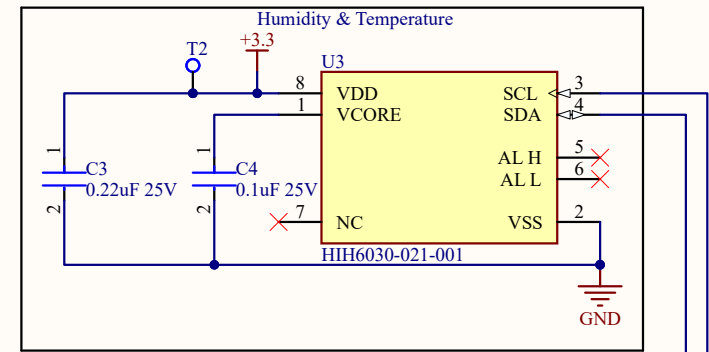 Humidity & Temperature
T2
+3.3
U3
8 VDD SCL 3
1 VCORE SDA 4
1 C3 1 C4
0.22uF 25V 0.1uF 25V
2 2
AL H 5
AL L 6
7 NC VSS 2
HIH6030-021-001
GND